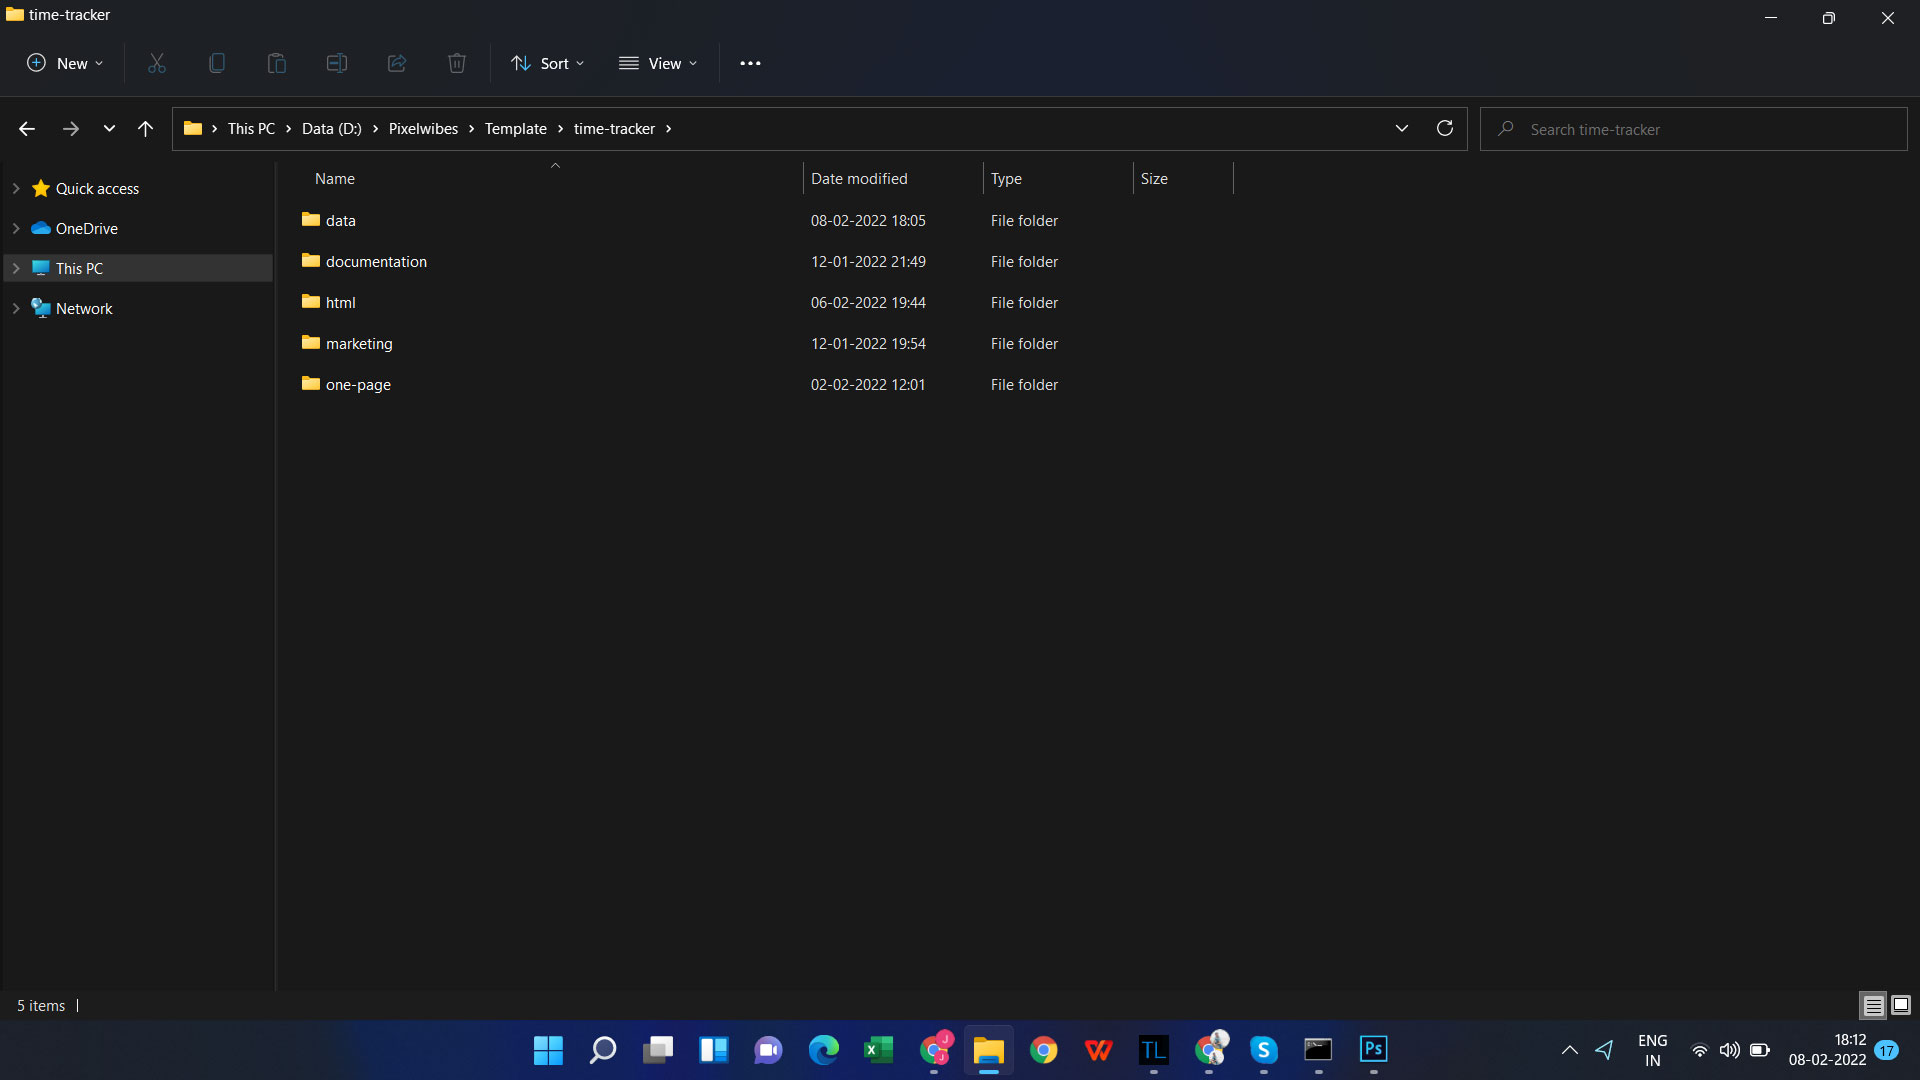 time-tracker
New
Sort
View
This PC
Data (D:)
Pixelwibes
Template
time-tracker
Search time-tracker
Quick access
OneDrive
This PC
Network
Name Date modified Type Size
data 08-02-2022 18:05 File folder
documentation 12-01-2022 21:49 File folder
html 06-02-2022 19:44 File folder
marketing 12-01-2022 19:54 File folder
one-page 02-02-2022 12:01 File folder
5 items
J
J
W
TL
S
Ps
ENG
IN
18:12
08-02-2022
17